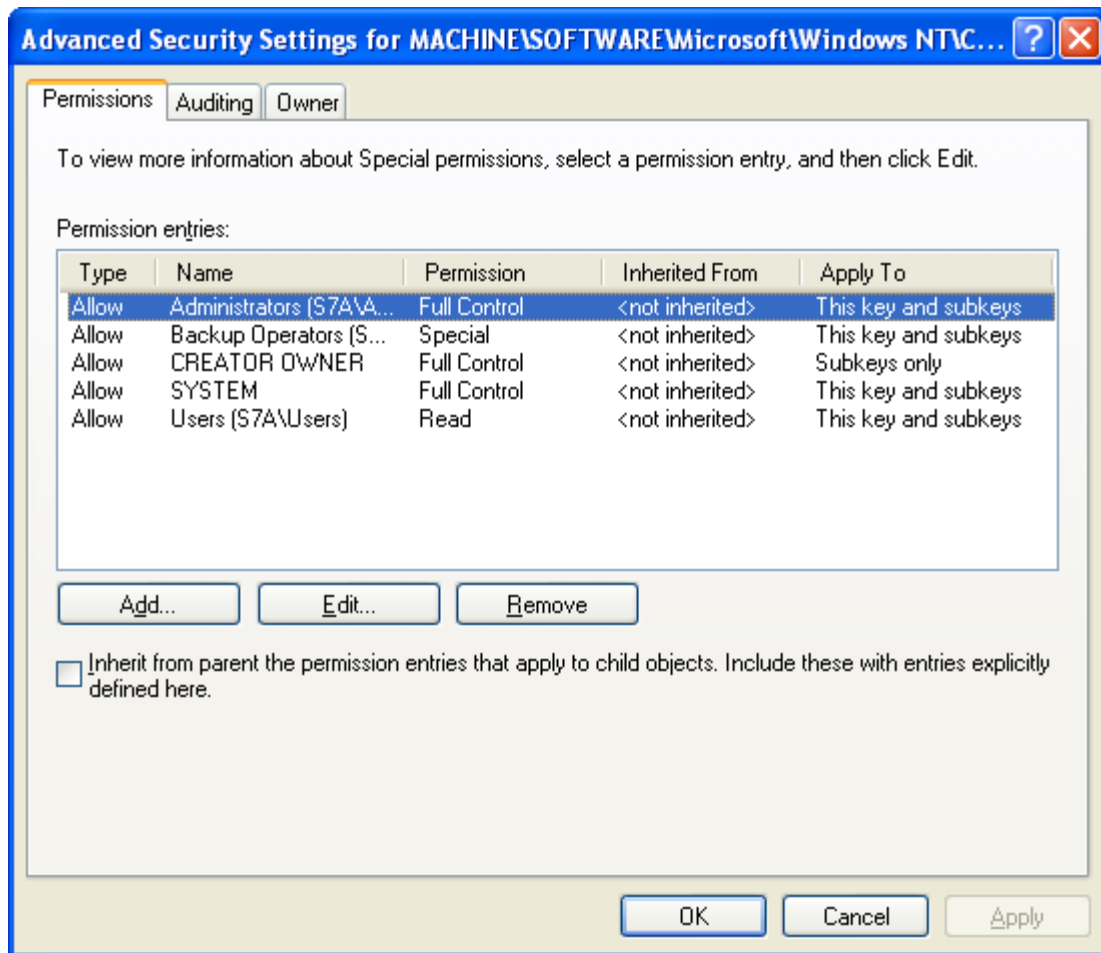 Advanced Security Settings for MACHINE\SOFTWARE\Microsoft\Windows NT\C...
Permissions Auditing Owner
To view more information about Special permissions, select a permission entry, and then click Edit.
Permission entries:
Type Name Permission Inherited From Apply To
Allow Administrators (S7A\A... Full Control <not inherited> This key and subkeys
Allow Backup Operators (S... Special <not inherited> This key and subkeys
Allow CREATOR OWNER Full Control <not inherited> Subkeys only
Allow SYSTEM Full Control <not inherited> This key and subkeys
Allow Users (S7A\Users) Read <not inherited> This key and subkeys
Add... Edit... Remove
Inherit from parent the permission entries that apply to child objects. Include these with entries explicitly
defined here.
OK Cancel Apply